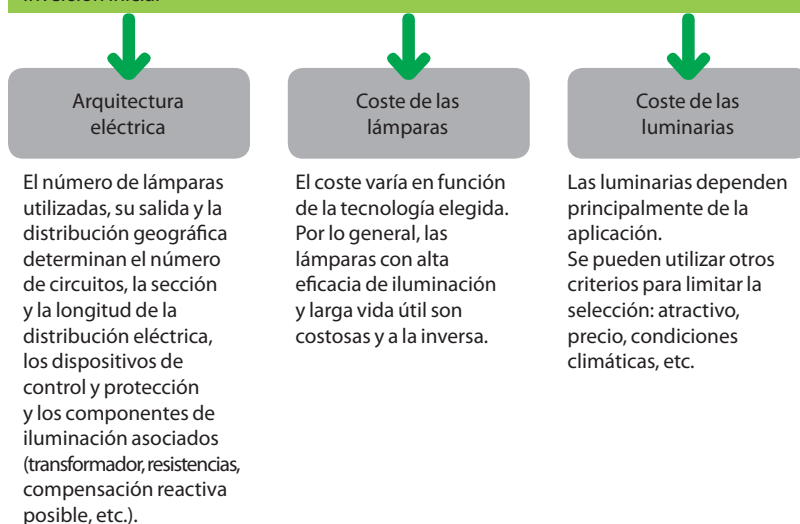 Inversión inicial
Arquitectura
eléctrica
El número de lámparas
utilizadas, su salida y la
distribución geográfica
determinan el número
de circuitos, la sección
y la longitud de la
distribución eléctrica,
los dispositivos de
control y protección
y los componentes de
iluminación asociados
(transformador, resistencias,
compensación reactiva
posible, etc.).
Coste de las
lámparas
El coste varía en función
de la tecnología elegida.
Por lo general, las
lámparas con alta
eficacia de iluminación
y larga vida útil son
costosas y a la inversa.
Coste de las
luminarias
Las luminarias dependen
principalmente de la
aplicación.
Se pueden utilizar otros
criterios para limitar la
selección: atractivo,
precio, condiciones
climáticas, etc.